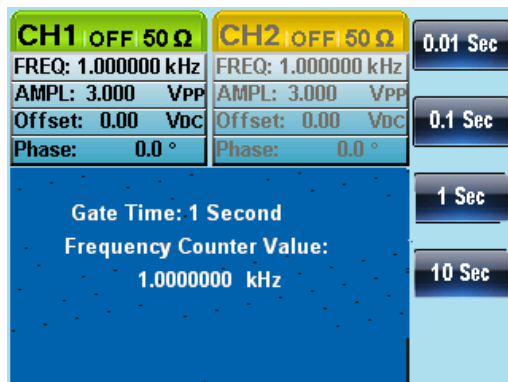 CH1 OFF 50 Ω
FREQ: 1.000000 kHz
AMPL: 3.000 VPP
Offset: 0.00 VDC
Phase: 0.0 °
CH2 OFF 50 Ω
FREQ: 1.000000 kHz
AMPL: 3.000 VPP
Offset: 0.00 VDC
Phase: 0.0 °
0.01 Sec
0.1 Sec
1 Sec
10 Sec
Gate Time: 1 Second
Frequency Counter Value:
1.0000000 kHz